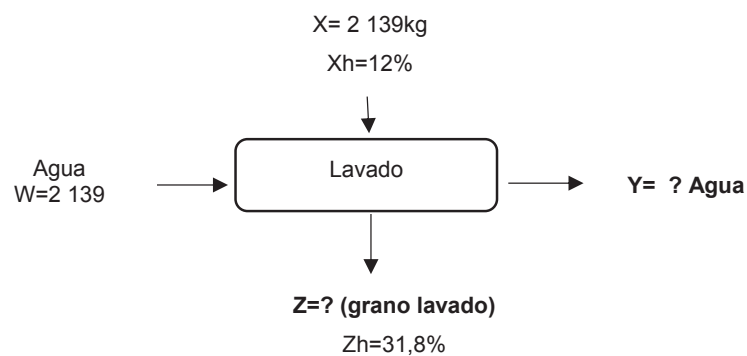 X= 2 139kg
Xh=12%
Agua
W=2 139
Lavado
Y= ? Agua
Z=? (grano lavado)
Zh=31,8%